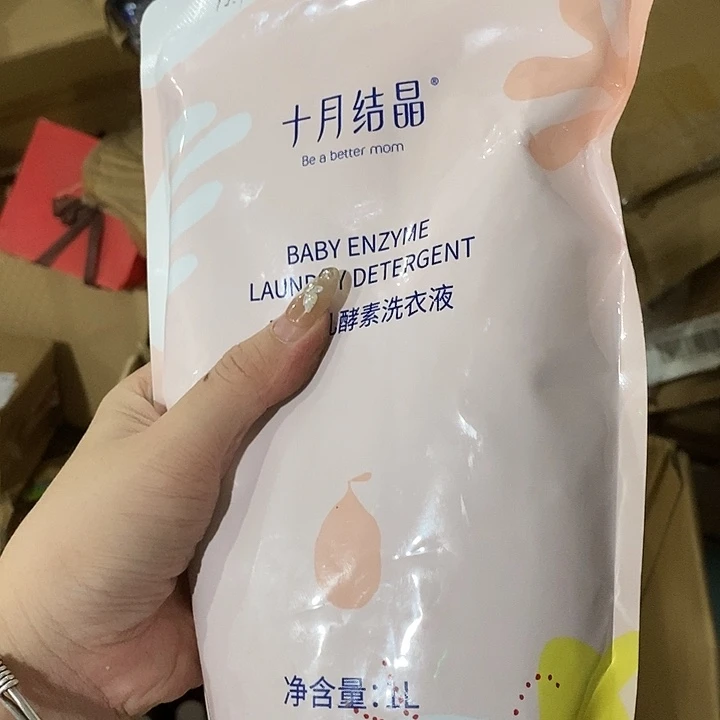 十月结晶®
Be a better mom
BABY ENZYME
LAUNDRY DETERGENT
酵素洗衣液
净含量:1L